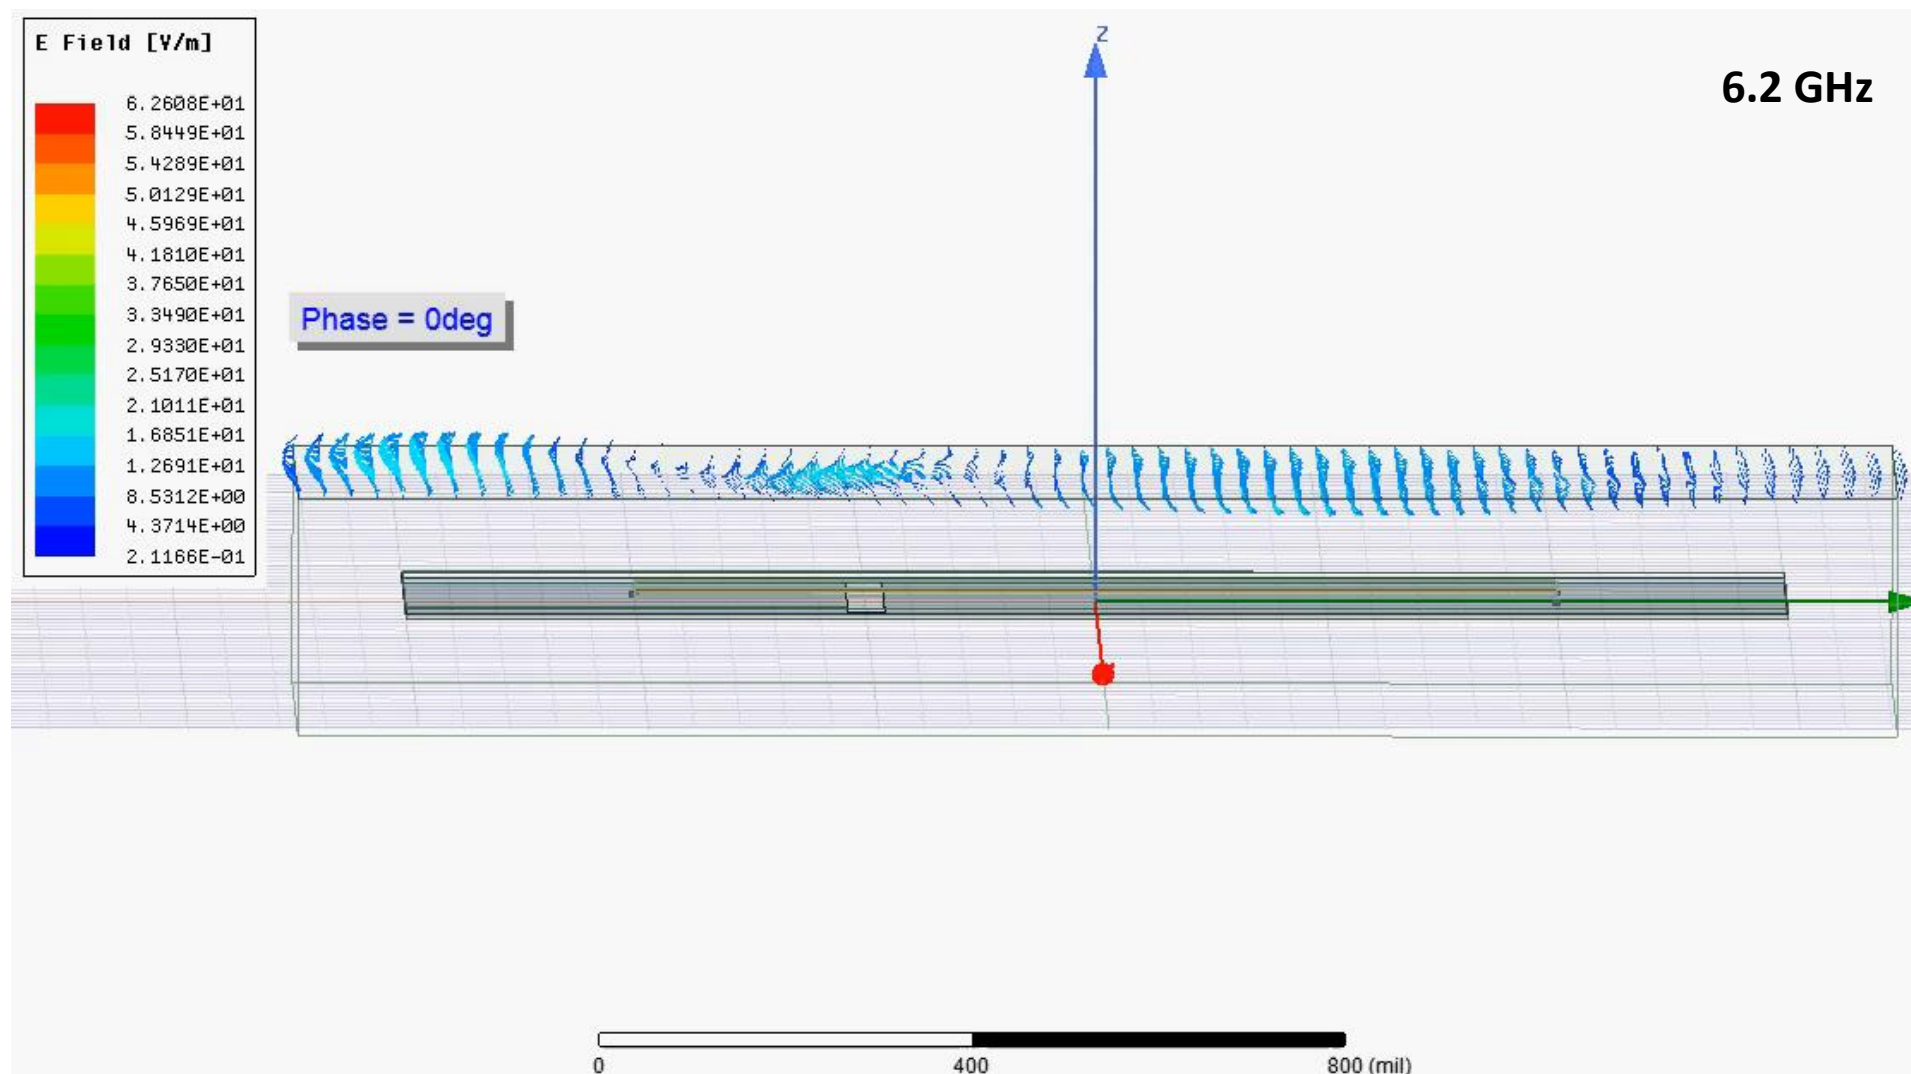 E Field [V/m]
6.2608E+01
5.8449E+01
5.4289E+01
5.0129E+01
4.5969E+01
4.1810E+01
3.7650E+01
3.3490E+01
2.9330E+01
2.5170E+01
2.1011E+01
1.6851E+01
1.2691E+01
8.5312E+00
4.3714E+00
2.1166E-01
Z
6.2 GHz
Phase = 0deg
0 400 800 (mil)